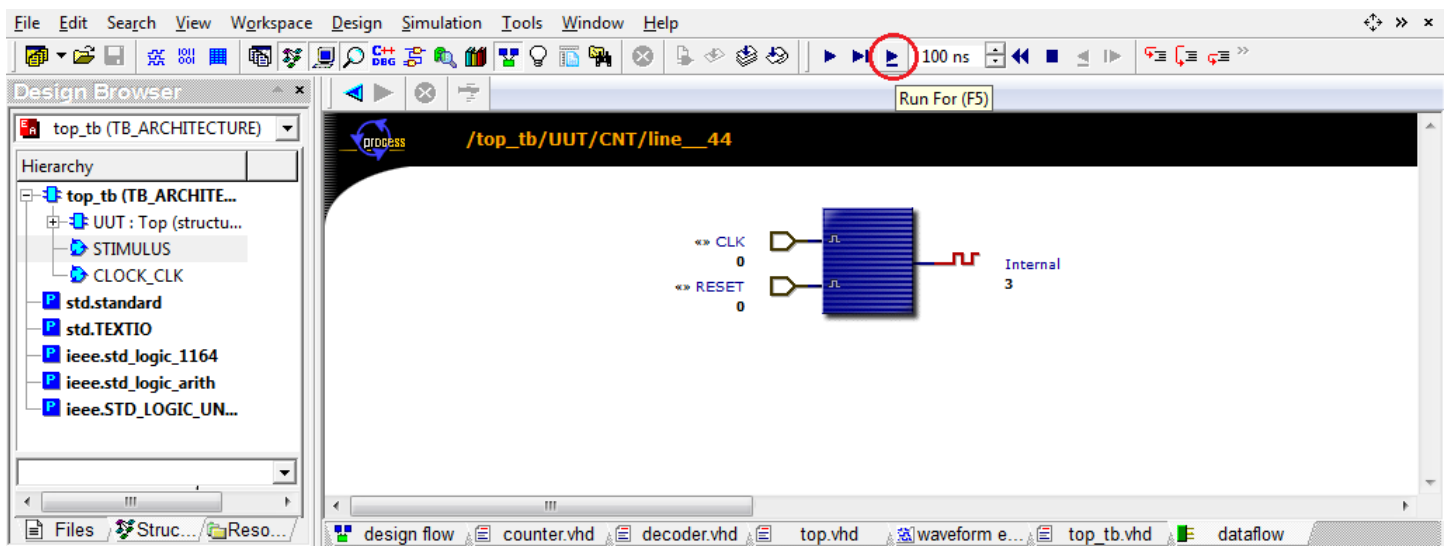 File Edit Search View Workspace Design Simulation Tools Window Help
C++ DBG 100 ns
Design Browser
Run For (F5)
top_tb (TB_ARCHITECTURE)
process /top_tb/UUT/CNT/line__44
Hierarchy
top_tb (TB_ARCHITE...
UUT : Top (structu...
STIMULUS
CLOCK_CLK
std.standard
std.TEXTIO
ieee.std_logic_1164
ieee.std_logic_arith
ieee.STD_LOGIC_UN...
CLK
0
Internal
RESET
3
0
Files Struc... Reso...
design flow counter.vhd decoder.vhd top.vhd waveform e... top_tb.vhd dataflow